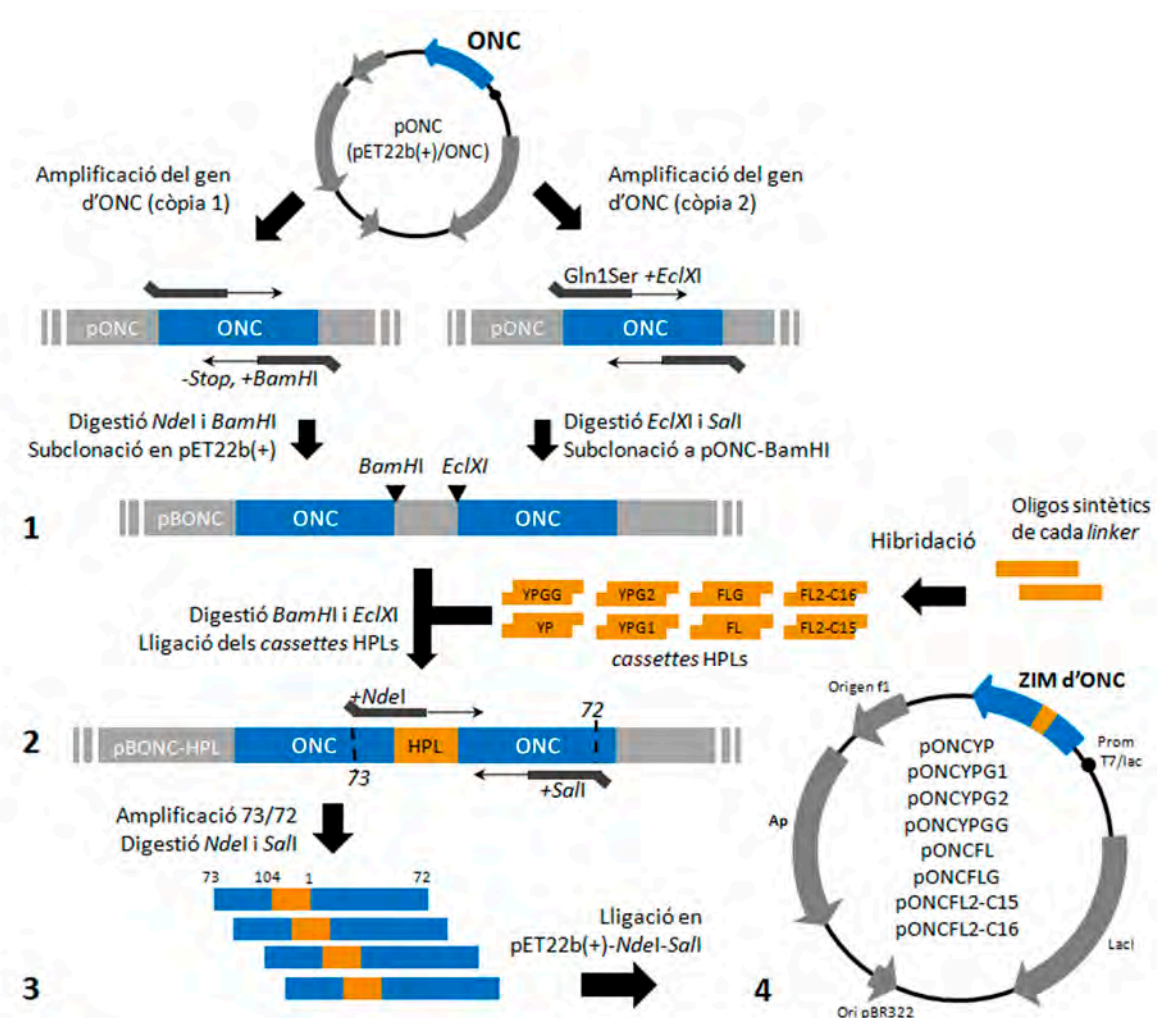 ONC
pONC
(pET22b(+)/ONC)
Amplificació del gen
d'ONC (còpia 1)
Amplificació del gen
d'ONC (còpia 2)
pONC
ONC
-Stop, +BamHI
Gln1Ser +EclXI
pONC
ONC
Digestió NdeI i BamHI
Subclonació en pET22b(+)
Digestió EclXI i SalI
Subclonació a pONC-BamHI
BamHI
EclXI
1
pBONC
ONC
ONC
Oligos sintètics
de cada linker
Hibridació
YPGG
YPG2
FLG
FL2-C16
YP
YPG1
FL
FL2-C15
cassettes HPLs
Digestió BamHI i EclXI
Lligació dels cassettes HPLs
+NdeI
72
2
pBONC-HPL
ONC
HPL
ONC
73
+SalI
Amplificació 73/72
Digestió NdeI i SalI
73
104
1
72
3
Lligació en
pET22b(+)-NdeI-SalI
4
ZIM d'ONC
Origen f1
Prom
T7/lac
Ap
pONCYP
pONCYPG1
pONCYPG2
pONCYPGG
pONCFL
pONCFLG
pONCFL2-C15
pONCFL2-C16
LacI
Ori pBR322